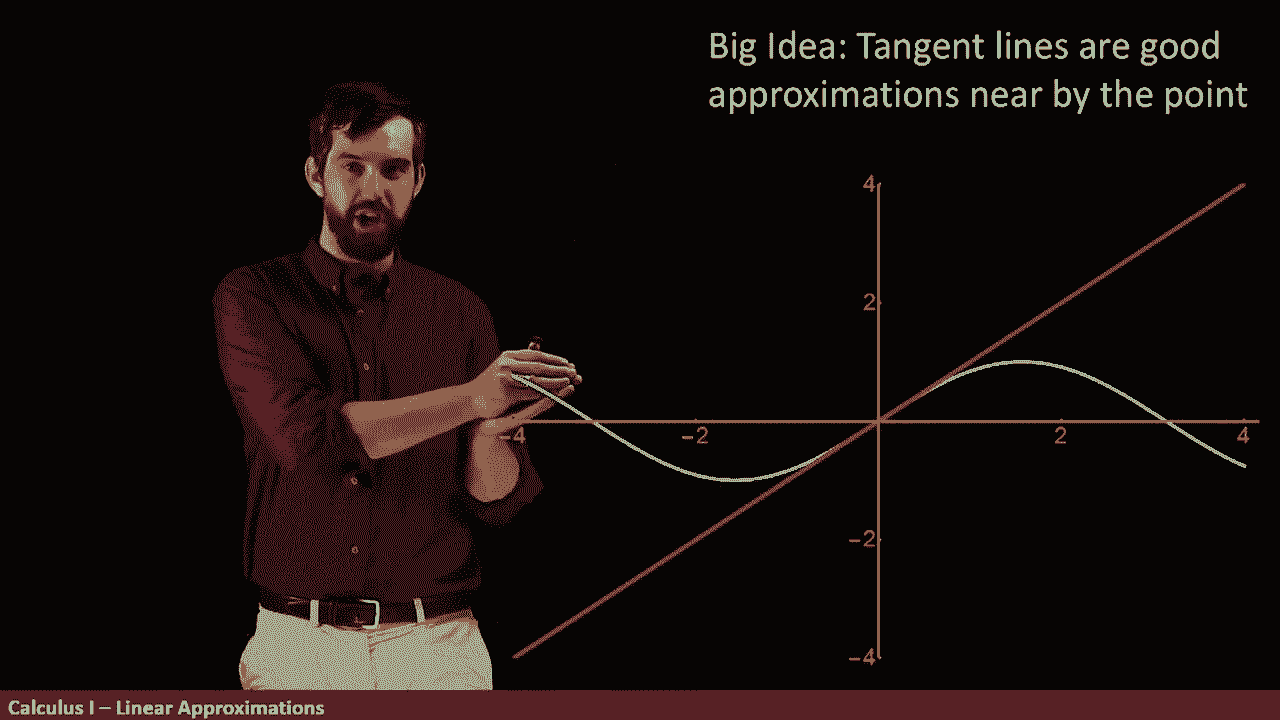 Big Idea: Tangent lines are good
approximations near by the point
4
2
−4
−2
2
4
−2
−4
Calculus I – Linear Approximations